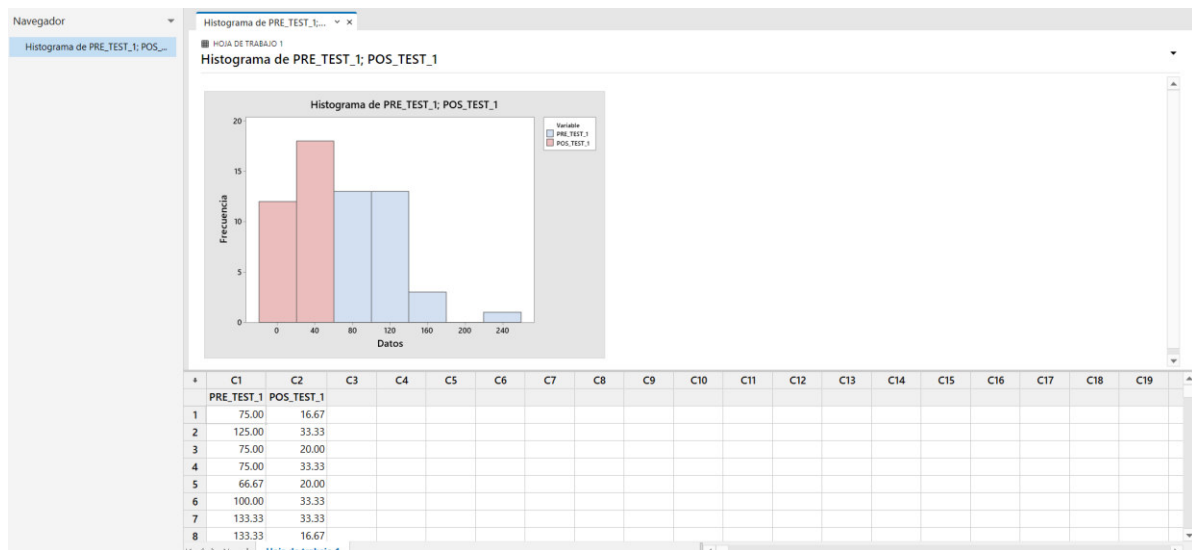 Navegador
Histograma de PRE_TEST_1; POS_...
Histograma de PRE_TEST_1;...
HOJA DE TRABAJO 1
Histograma de PRE_TEST_1; POS_TEST_1
Histograma de PRE_TEST_1; POS_TEST_1
Variable
PRE_TEST_1
POS_TEST_1
Frecuencia
20
15
10
5
0
0 40 80 120 160 200 240
Datos
C1 C2 C3 C4 C5 C6 C7 C8 C9 C10 C11 C12 C13 C14 C15 C16 C17 C18 C19
PRE_TEST_1 POS_TEST_1
1 75.00 16.67
2 125.00 33.33
3 75.00 20.00
4 75.00 33.33
5 66.67 20.00
6 100.00 33.33
7 133.33 33.33
8 133.33 16.67
Hoja de trabajo 1